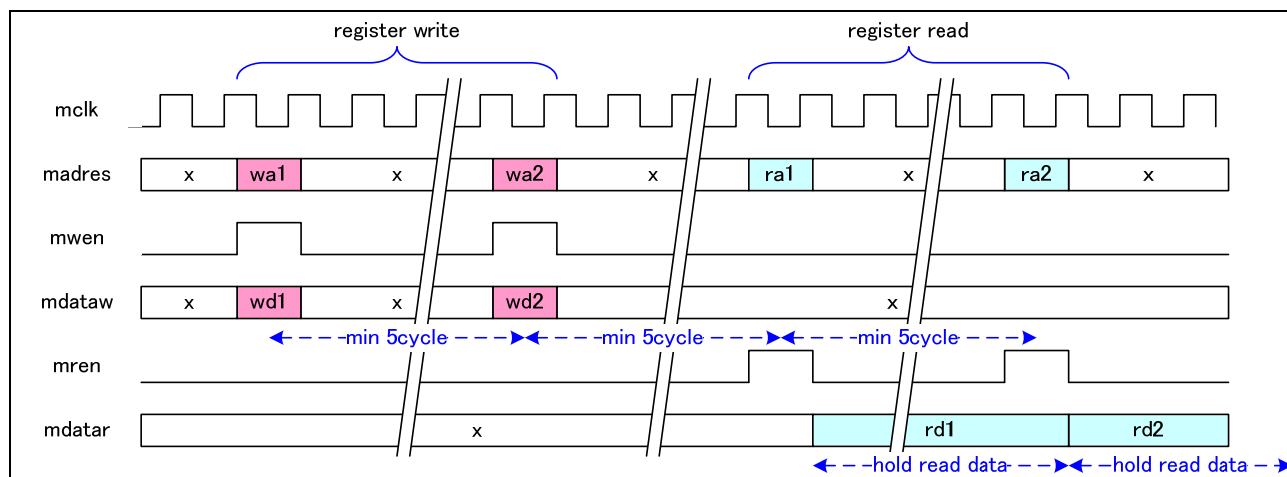 register write register read
mclk
madres x wa1 x wa2 x ra1 x ra2 x
mwen
mdataw x wd1 x wd2 x
min 5cycle min 5cycle min 5cycle
mren
mdatar x rd1 rd2
hold read data hold read data